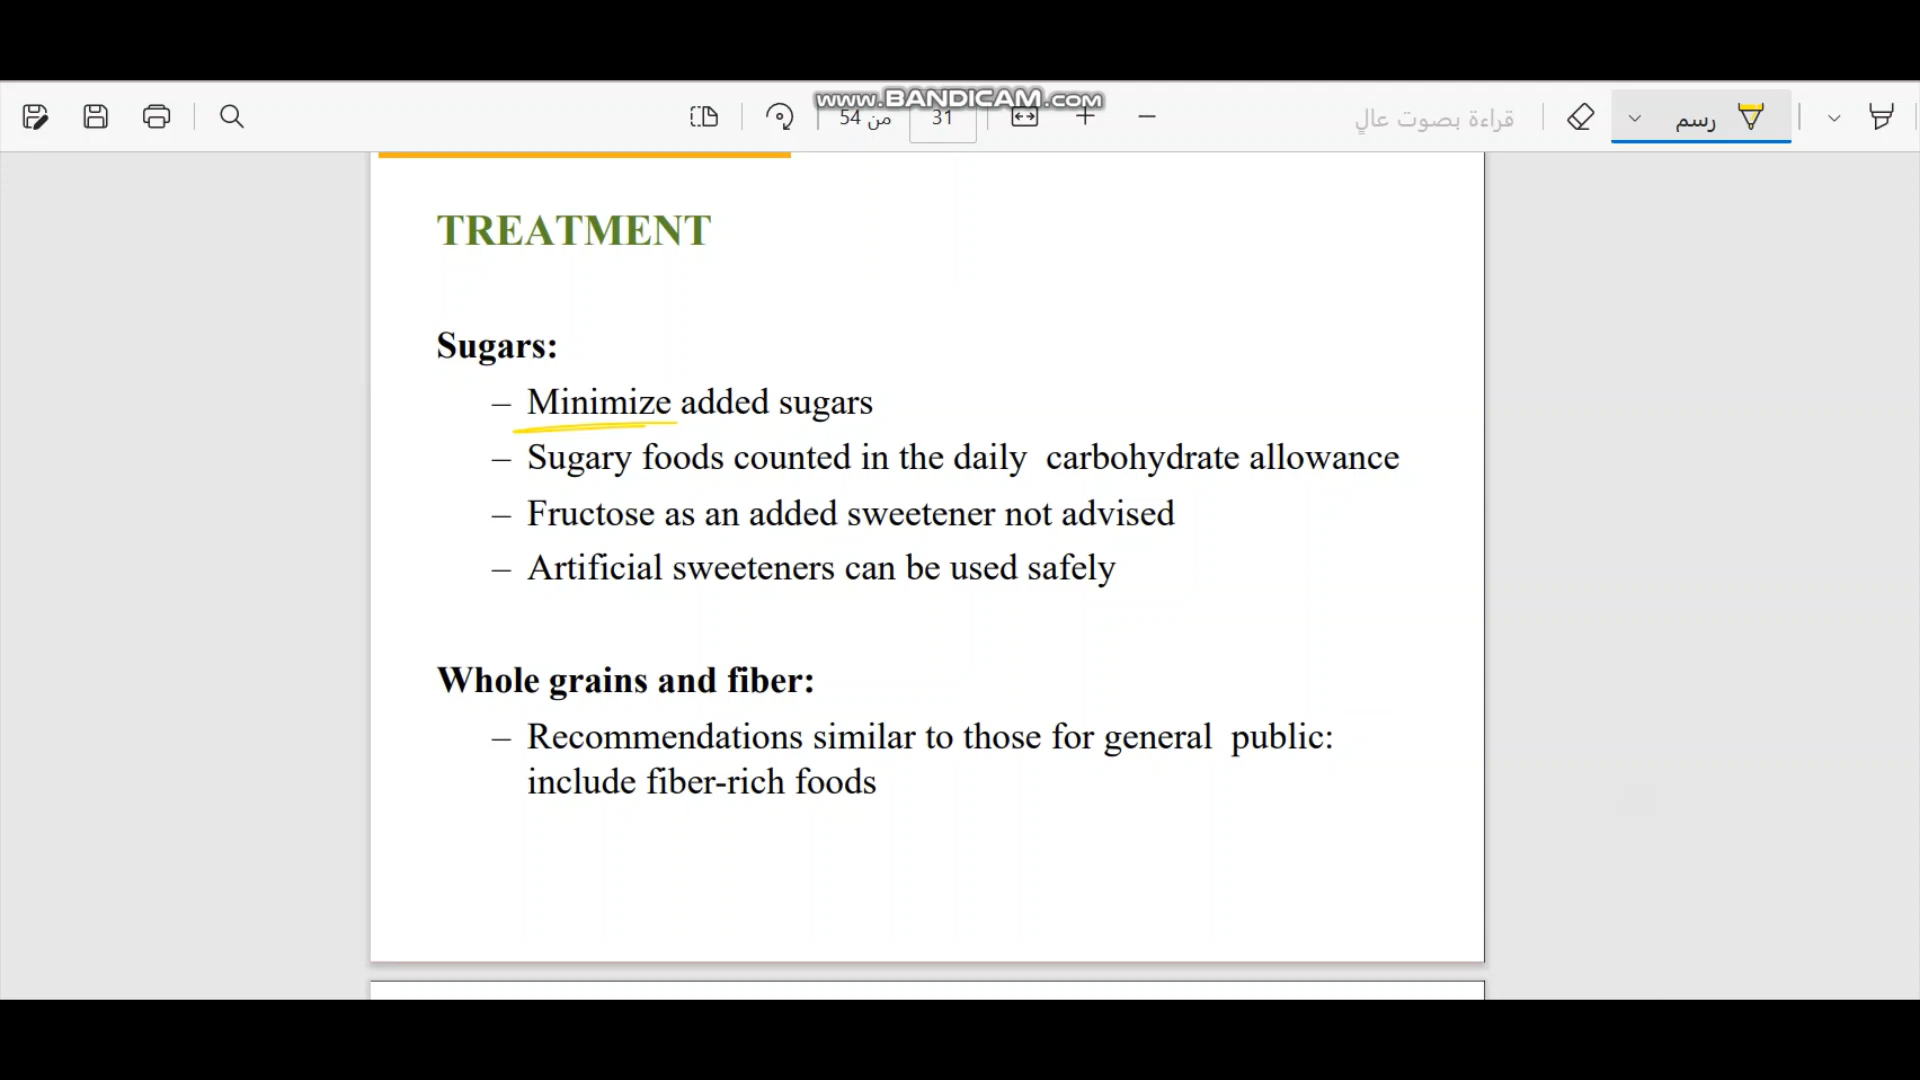 www.BANDICAM.com
من 54
31
قراءة بصوت عالٍ
رسم
TREATMENT
Sugars:
– Minimize added sugars
– Sugary foods counted in the daily carbohydrate allowance
– Fructose as an added sweetener not advised
– Artificial sweeteners can be used safely
Whole grains and fiber:
– Recommendations similar to those for general public:
include fiber-rich foods